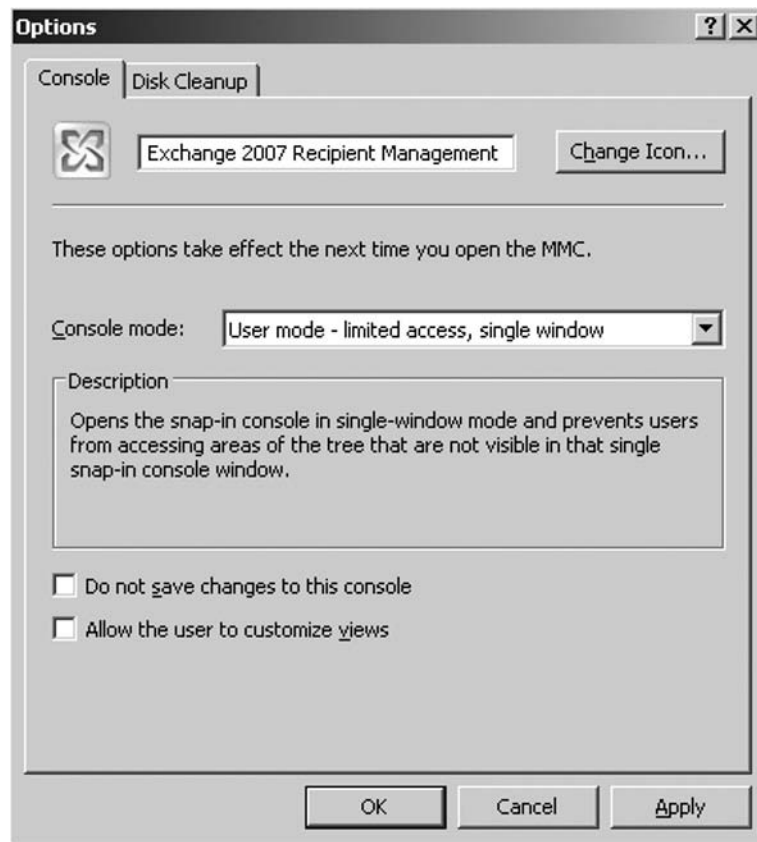 Options
Console
Disk Cleanup
Exchange 2007 Recipient Management
Change Icon...
These options take effect the next time you open the MMC.
Console mode:
User mode - limited access, single window
Description
Opens the snap-in console in single-window mode and prevents users
from accessing areas of the tree that are not visible in that single
snap-in console window.
Do not save changes to this console
Allow the user to customize views
OK
Cancel
Apply